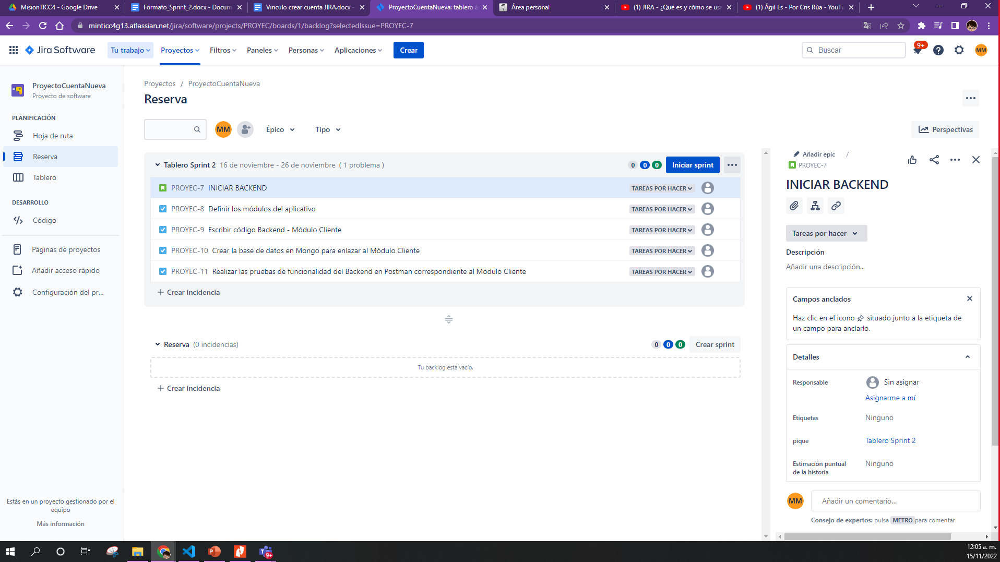 MisionTICC4 - Google Drive
Formato_Sprint_2.docx - Docum
Vinculo crear cuenta JIRA.docx -
ProyectoCuentaNueva: tablero á
Área personal
(1) JIRA - ¿Qué es y cómo se usa
(1) Ágil Es - Por Cris Rúa - YouTu
minticc4g13.atlassian.net/jira/software/projects/PROYEC/boards/1/backlog?selectedIssue=PROYEC-7
Jira Software
Tu trabajo
Proyectos
Filtros
Paneles
Personas
Aplicaciones
Crear
Buscar
9+
MM
ProyectoCuentaNueva
Proyecto de software
PLANIFICACIÓN
Hoja de ruta
Reserva
Tablero
DESARROLLO
Código
Páginas de proyectos
Añadir acceso rápido
Configuración del pr...
Estás en un proyecto gestionado por el
equipo
Más información
Proyectos / ProyectoCuentaNueva
Reserva
MM
Épico
Tipo
Perspectivas
Tablero Sprint 2 16 de noviembre - 26 de noviembre ( 1 problema )
0 0 0
Iniciar sprint
PROYEC-7 INICIAR BACKEND TAREAS POR HACER
PROYEC-8 Definir los módulos del aplicativo TAREAS POR HACER
PROYEC-9 Escribir código Backend - Módulo Cliente TAREAS POR HACER
PROYEC-10 Crear la base de datos en Mongo para enlazar al Módulo Cliente TAREAS POR HACER
PROYEC-11 Realizar las pruebas de funcionalidad del Backend en Postman correspondiente al Módulo Cliente TAREAS POR HACER
+ Crear incidencia
Reserva (0 incidencias)
0 0 0
Crear sprint
Tu backlog está vacío.
+ Crear incidencia
Añadir epic /
PROYEC-7
INICIAR BACKEND
Tareas por hacer
Descripción
Añadir una descripción...
Campos anclados
Haz clic en el icono situado junto a la etiqueta de
un campo para anclarlo.
Detalles
Responsable
Sin asignar
Asignarme a mí
Etiquetas
Ninguno
pique
Tablero Sprint 2
Estimación puntual
de la historia
Ninguno
MM
Añadir un comentario...
Consejo de expertos: pulsa METRO para comentar
9+
12:05 a. m.
15/11/2022